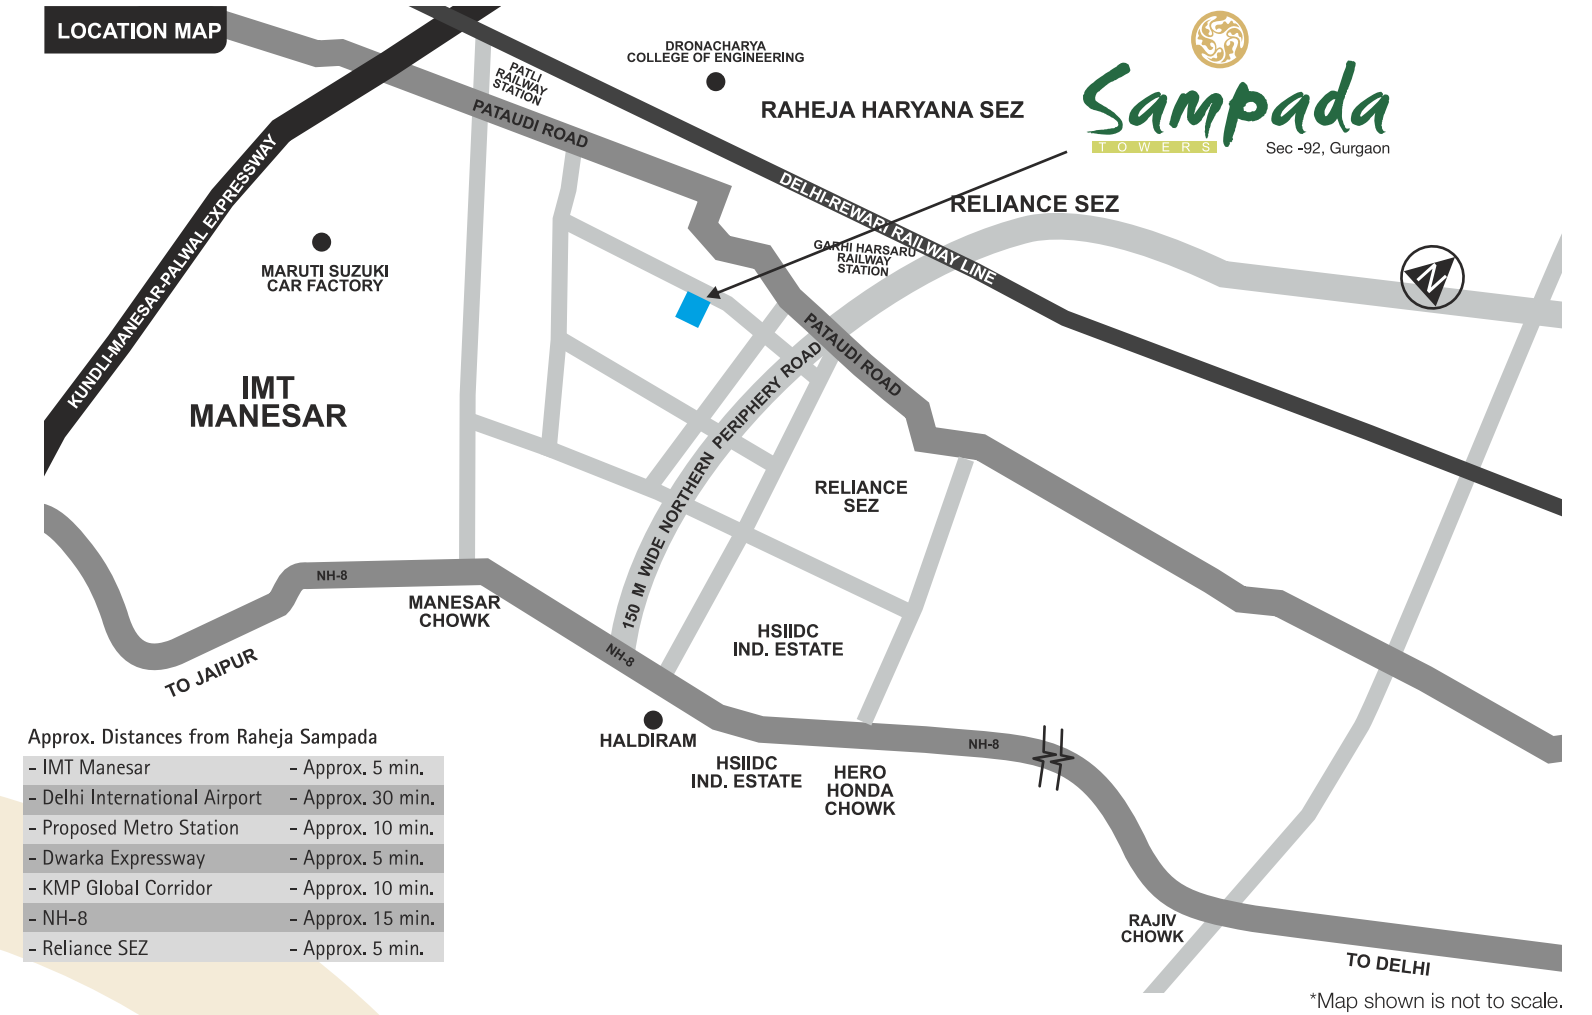 LOCATION MAP
DRONACHARYA
COLLEGE OF ENGINEERING
PATLI
RAILWAY
STATION
PATAUDI ROAD
RAHEJA HARYANA SEZ
Sampada
TOWERS
Sec -92, Gurgaon
KUNDLI-MANESAR-PALWAL EXPRESSWAY
DELHI-REWARI RAILWAY LINE
RELIANCE SEZ
GARHI HARSARU
RAILWAY
STATION
N
MARUTI SUZUKI
CAR FACTORY
PATAUDI ROAD
IMT
MANESAR
150 M WIDE NORTHERN PERIPHERY ROAD
RELIANCE
SEZ
NH-8
MANESAR
CHOWK
HSIIDC
IND. ESTATE
NH-8
TO JAIPUR
HALDIRAM
HSIIDC
IND. ESTATE
HERO
HONDA
CHOWK
NH-8
Approx. Distances from Raheja Sampada
- IMT Manesar - Approx. 5 min.
- Delhi International Airport - Approx. 30 min.
- Proposed Metro Station - Approx. 10 min.
- Dwarka Expressway - Approx. 5 min.
- KMP Global Corridor - Approx. 10 min.
- NH-8 - Approx. 15 min.
- Reliance SEZ - Approx. 5 min.
RAJIV
CHOWK
TO DELHI
*Map shown is not to scale.